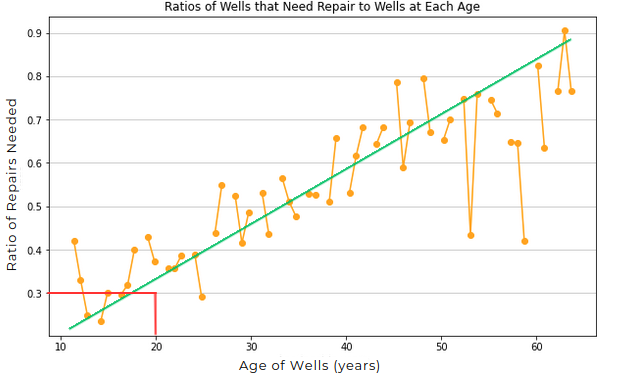 Ratios of Wells that Need Repair to Wells at Each Age
0.9
0.8
0.7
0.6
0.5
0.4
0.3
Ratio of Repairs Needed
10 20 30 40 50 60
Age of Wells (years)